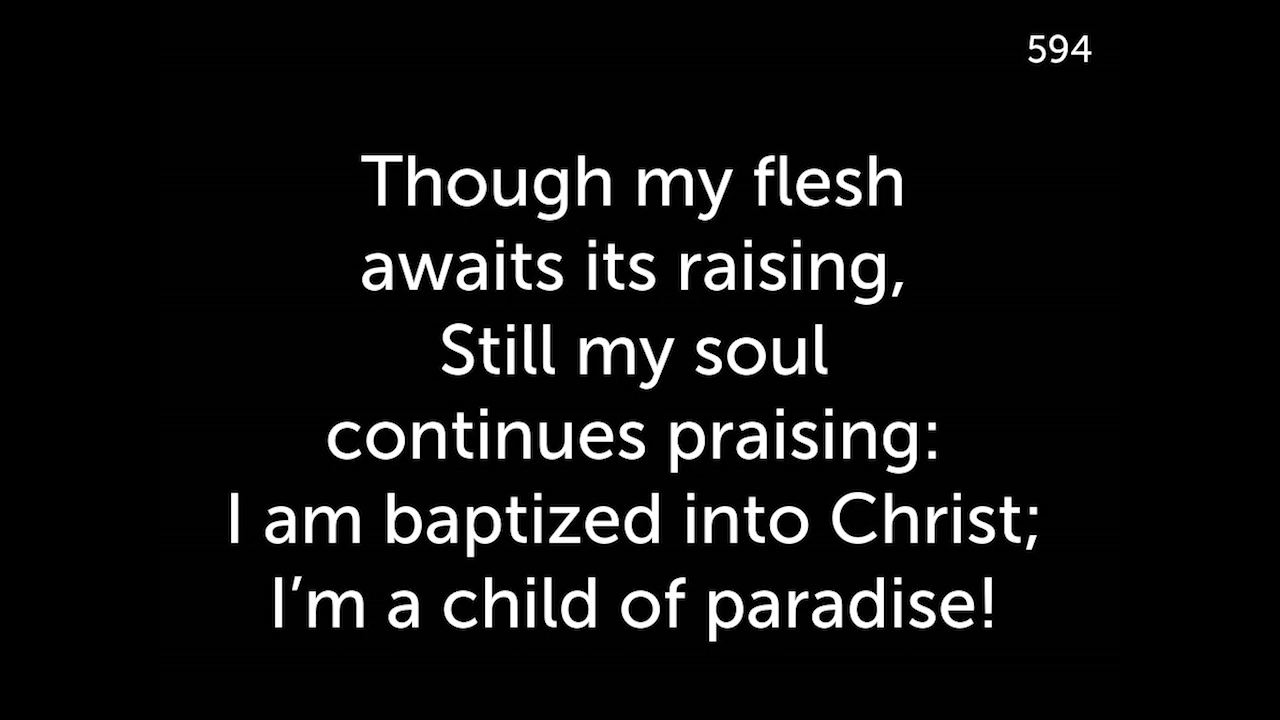 594
Though my flesh
awaits its raising,
Still my soul
continues praising:
I am baptized into Christ;
I’m a child of paradise!